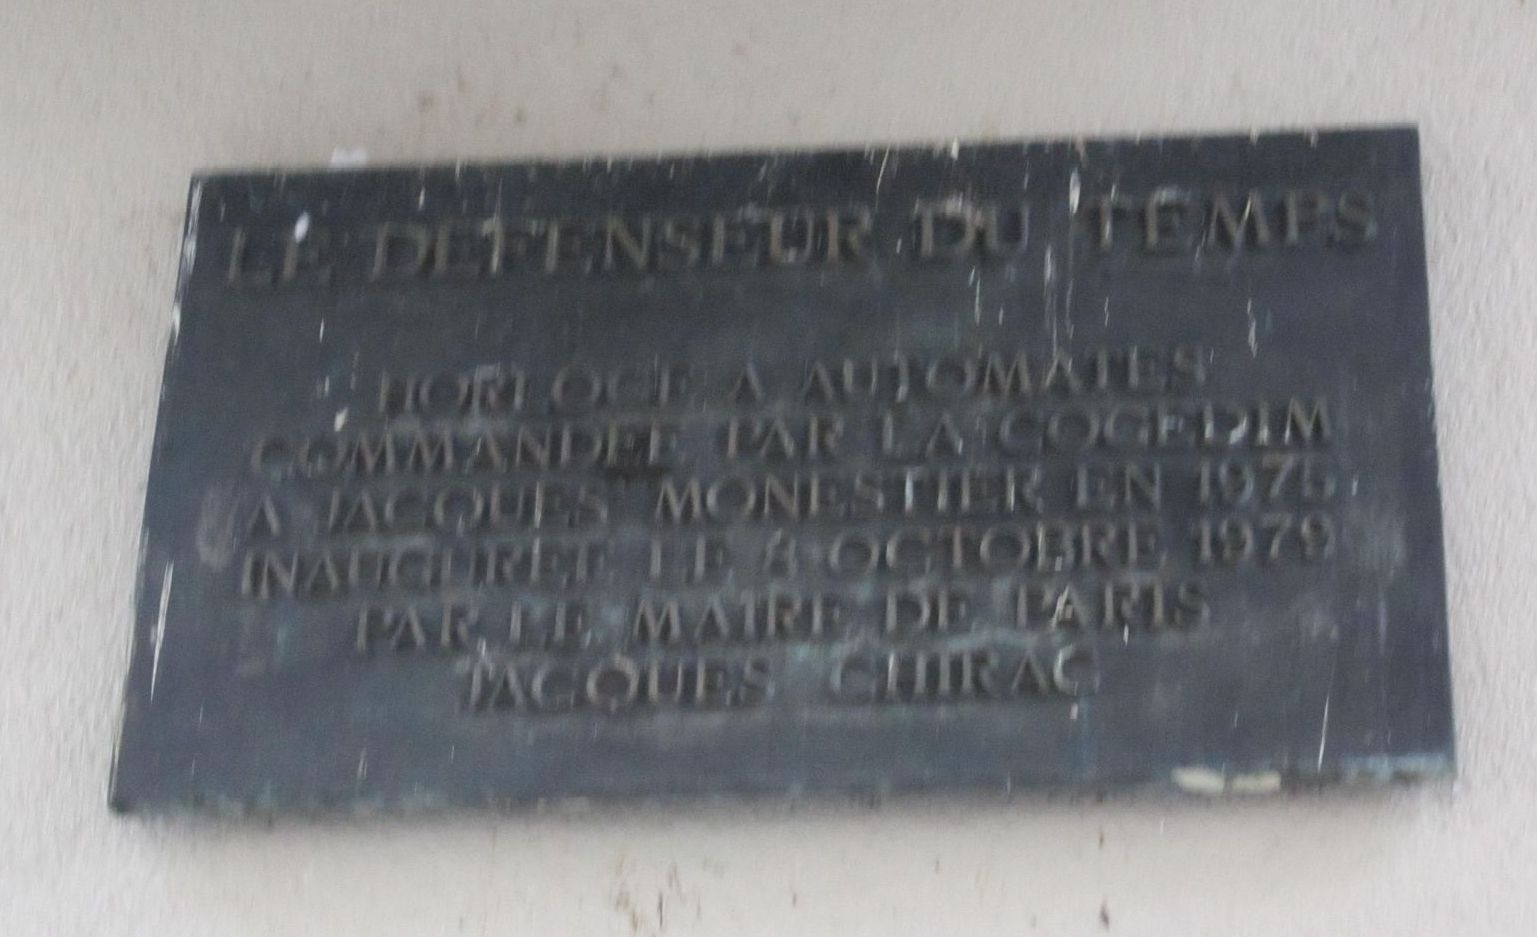 LE DEFENSEUR DU TEMPS
HORLOGE A AUTOMATES
COMMANDEE PAR LA COGEDIM
A JACQUES MONESTIER EN 1975
INAUGUREE LE 8 OCTOBRE 1979
PAR LE MAIRE DE PARIS
JACQUES CHIRAC